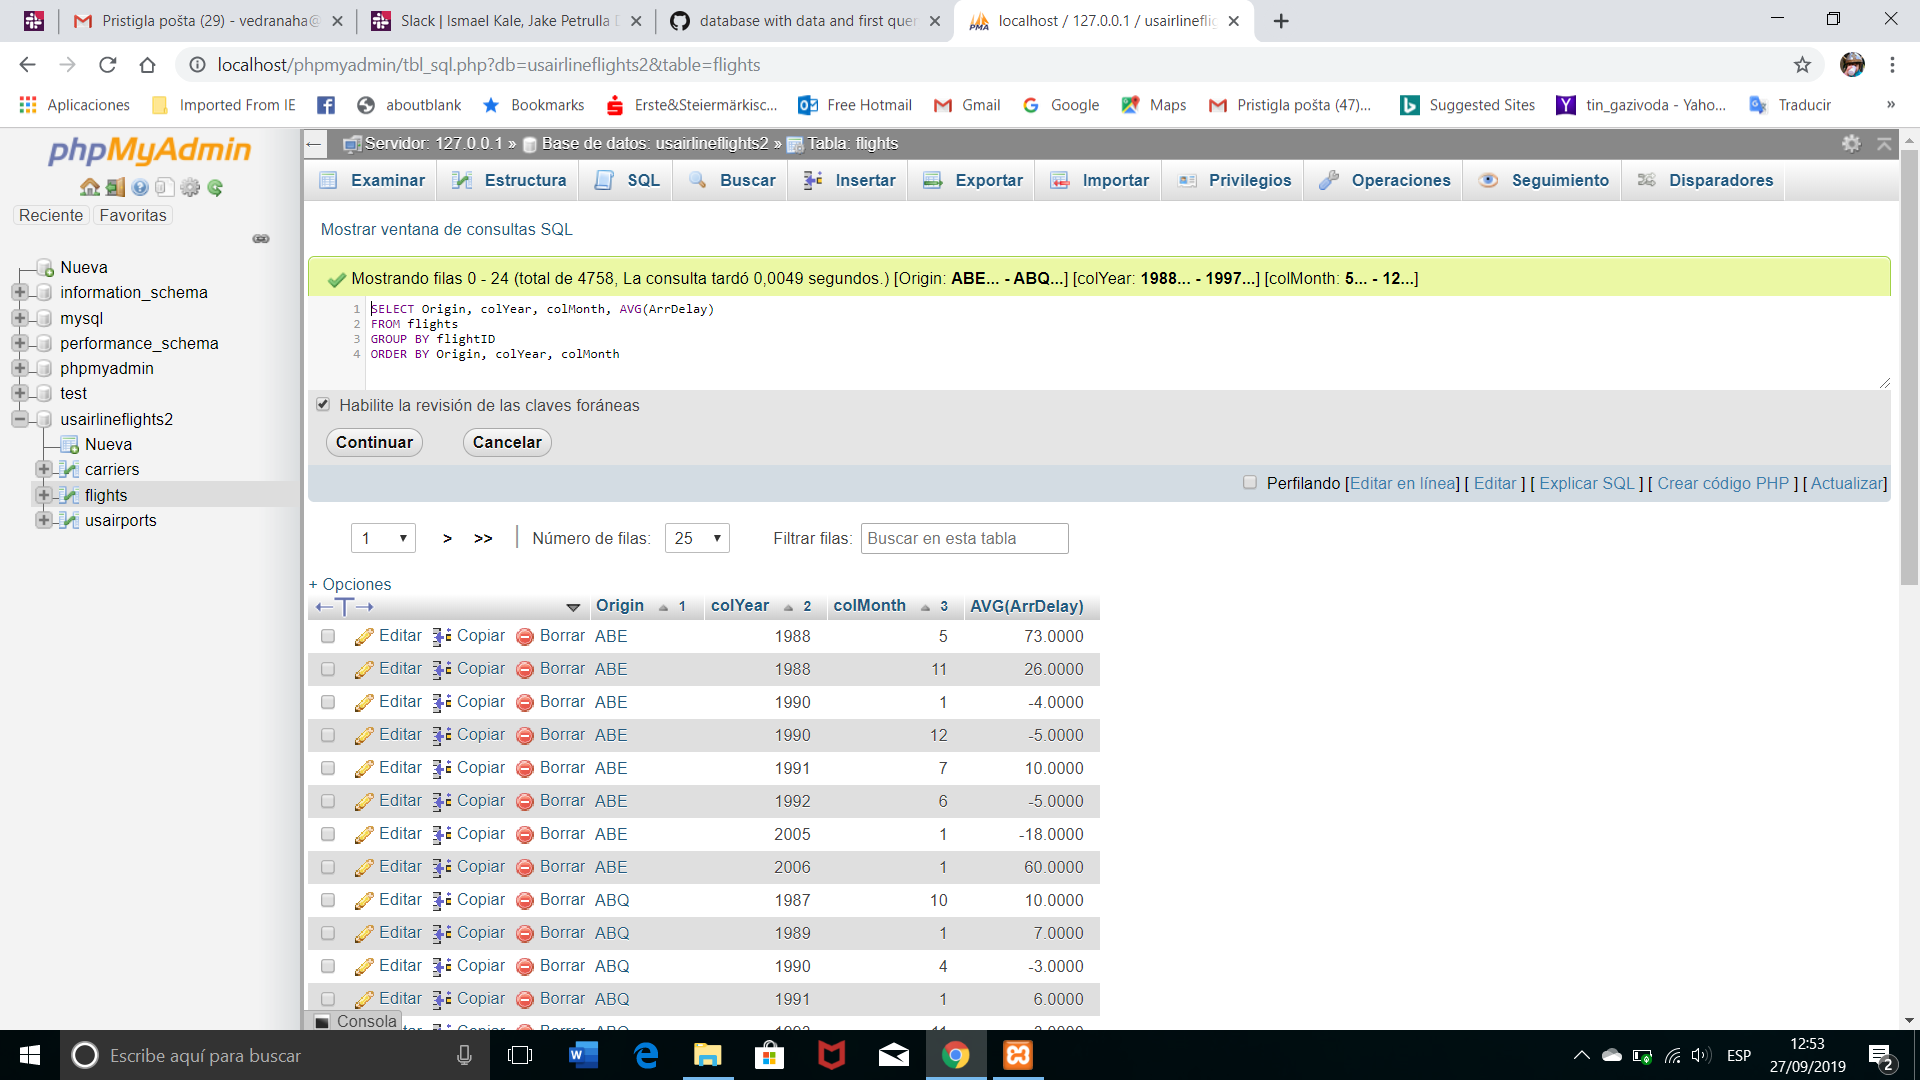 Pristigla pošta (29) - vedranaha@
Slack | Ismael Kale, Jake Petrulla
database with data and first quer
localhost / 127.0.0.1 / usairlinefli
localhost/phpmyadmin/tbl_sql.php?db=usairlineflights2&table=flights
Aplicaciones
Imported From IE
aboutblank
Bookmarks
Erste&Steiermärkisc...
Free Hotmail
Gmail
Google
Maps
Pristigla pošta (47)...
Suggested Sites
tin_gazivoda - Yaho...
Traducir
»
phpMyAdmin
Reciente
Favoritas
Nueva
information_schema
mysql
performance_schema
phpmyadmin
test
usairlineflights2
Nueva
carriers
flights
usairports
Servidor: 127.0.0.1 » Base de datos: usairlineflights2 » Tabla: flights
Examinar
Estructura
SQL
Buscar
Insertar
Exportar
Importar
Privilegios
Operaciones
Seguimiento
Disparadores
Mostrar ventana de consultas SQL
Mostrando filas 0 - 24 (total de 4758, La consulta tardó 0,0049 segundos.) [Origin: ABE... - ABQ...] [colYear: 1988... - 1997...] [colMonth: 5... - 12...]
1 SELECT Origin, colYear, colMonth, AVG(ArrDelay)
2 FROM flights
3 GROUP BY flightID
4 ORDER BY Origin, colYear, colMonth
Habilite la revisión de las claves foráneas
Continuar
Cancelar
Perfilando [Editar en línea] [ Editar ] [ Explicar SQL ] [ Crear código PHP ] [ Actualizar]
1 > >> | Número de filas: 25 Filtrar filas: Buscar en esta tabla
+ Opciones
←T→ Origin 1 colYear 2 colMonth 3 AVG(ArrDelay)
Editar Copiar Borrar ABE 1988 5 73.0000
Editar Copiar Borrar ABE 1988 11 26.0000
Editar Copiar Borrar ABE 1990 1 -4.0000
Editar Copiar Borrar ABE 1990 12 -5.0000
Editar Copiar Borrar ABE 1991 7 10.0000
Editar Copiar Borrar ABE 1992 6 -5.0000
Editar Copiar Borrar ABE 2005 1 -18.0000
Editar Copiar Borrar ABE 2006 1 60.0000
Editar Copiar Borrar ABQ 1987 10 10.0000
Editar Copiar Borrar ABQ 1989 1 7.0000
Editar Copiar Borrar ABQ 1990 4 -3.0000
Editar Copiar Borrar ABQ 1991 1 6.0000
Consola
Escribe aquí para buscar
ESP
12:53
27/09/2019
2